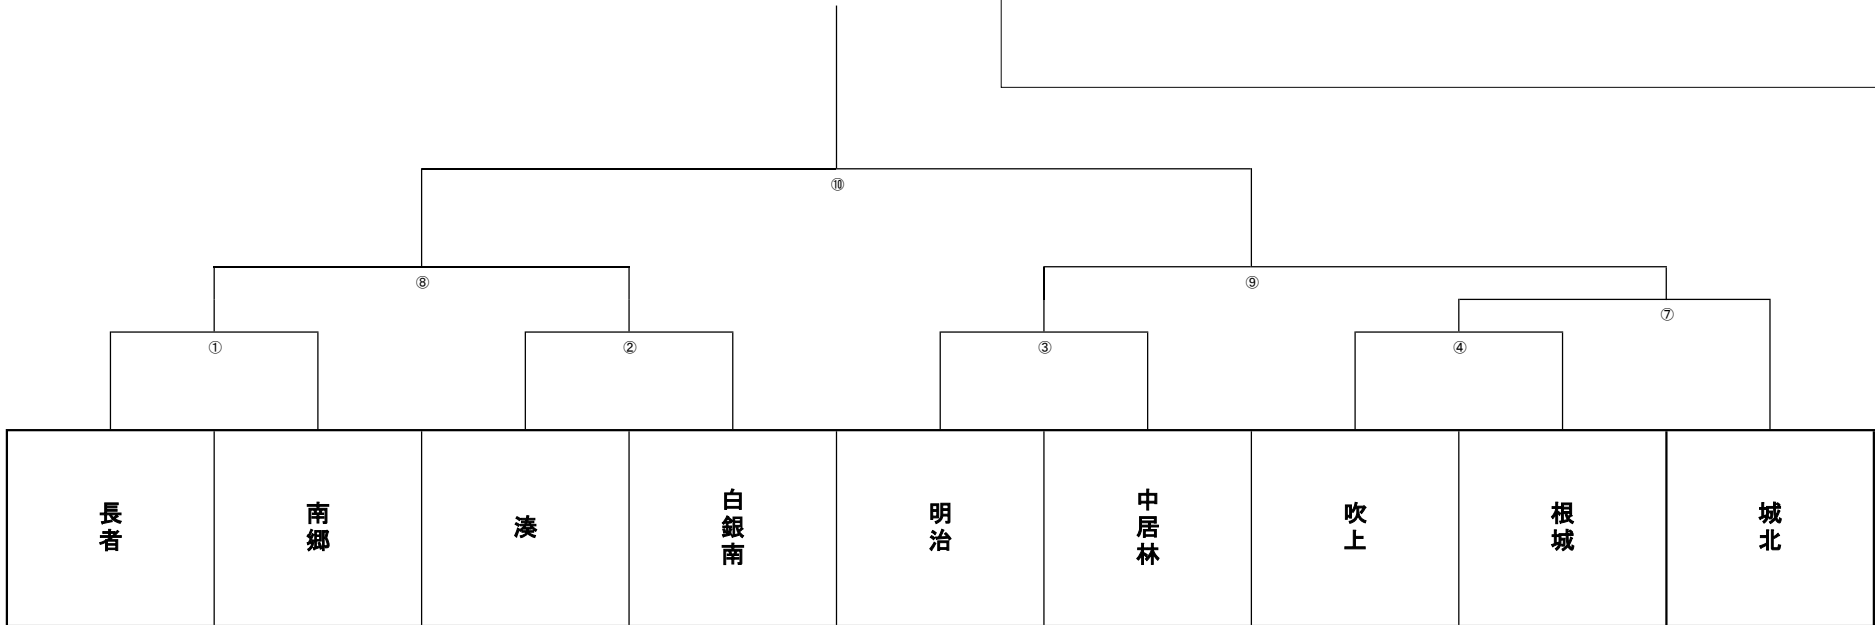 ⑩
⑧
⑨
⑦
①
②
③
④
長者
南郷
湊
白銀南
明治
中居林
吹上
根城
城北